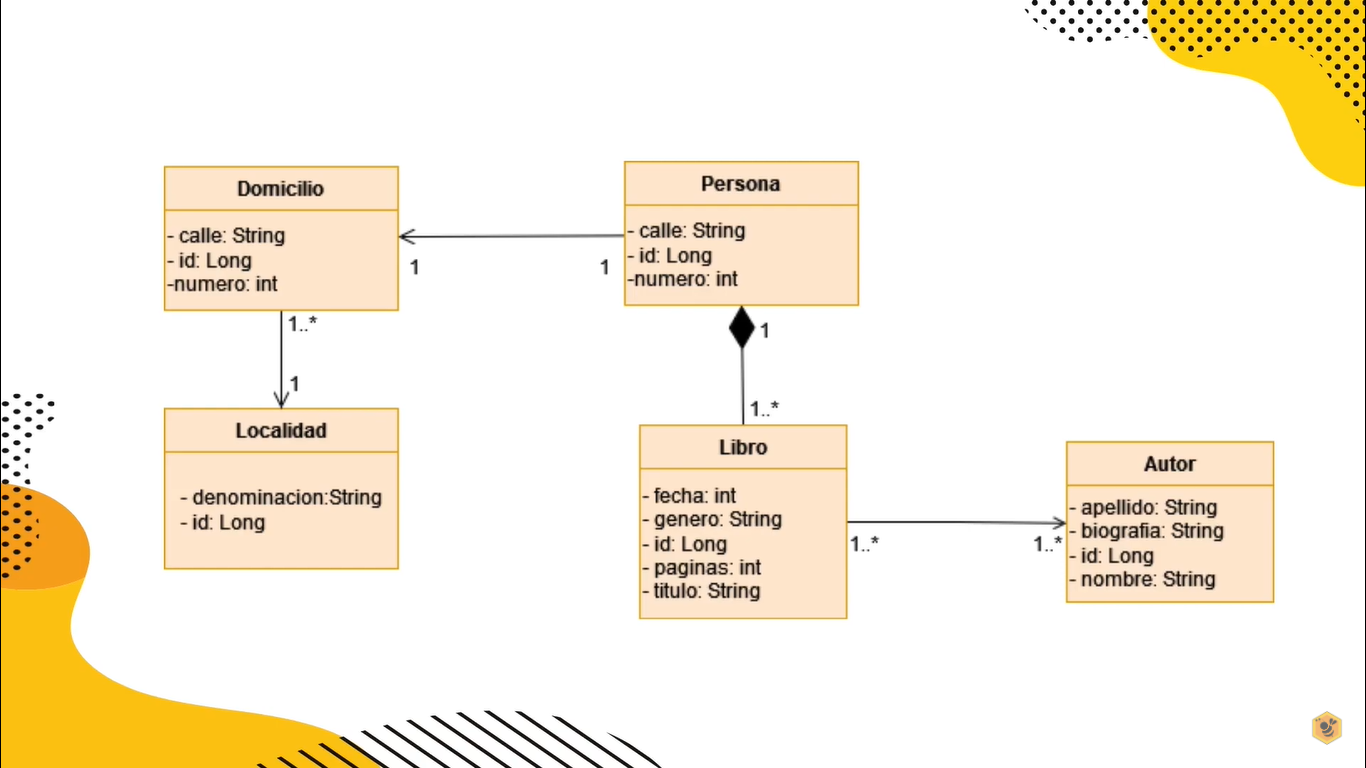 Domicilio
- calle: String
- id: Long
-numero: int
Persona
- calle: String
- id: Long
-numero: int
1
1
1..*
1
1
1..*
Localidad
- denominacion:String
- id: Long
Libro
- fecha: int
- genero: String
- id: Long
- paginas: int
- titulo: String
1..*
1..*
Autor
- apellido: String
- biografia: String
- id: Long
- nombre: String